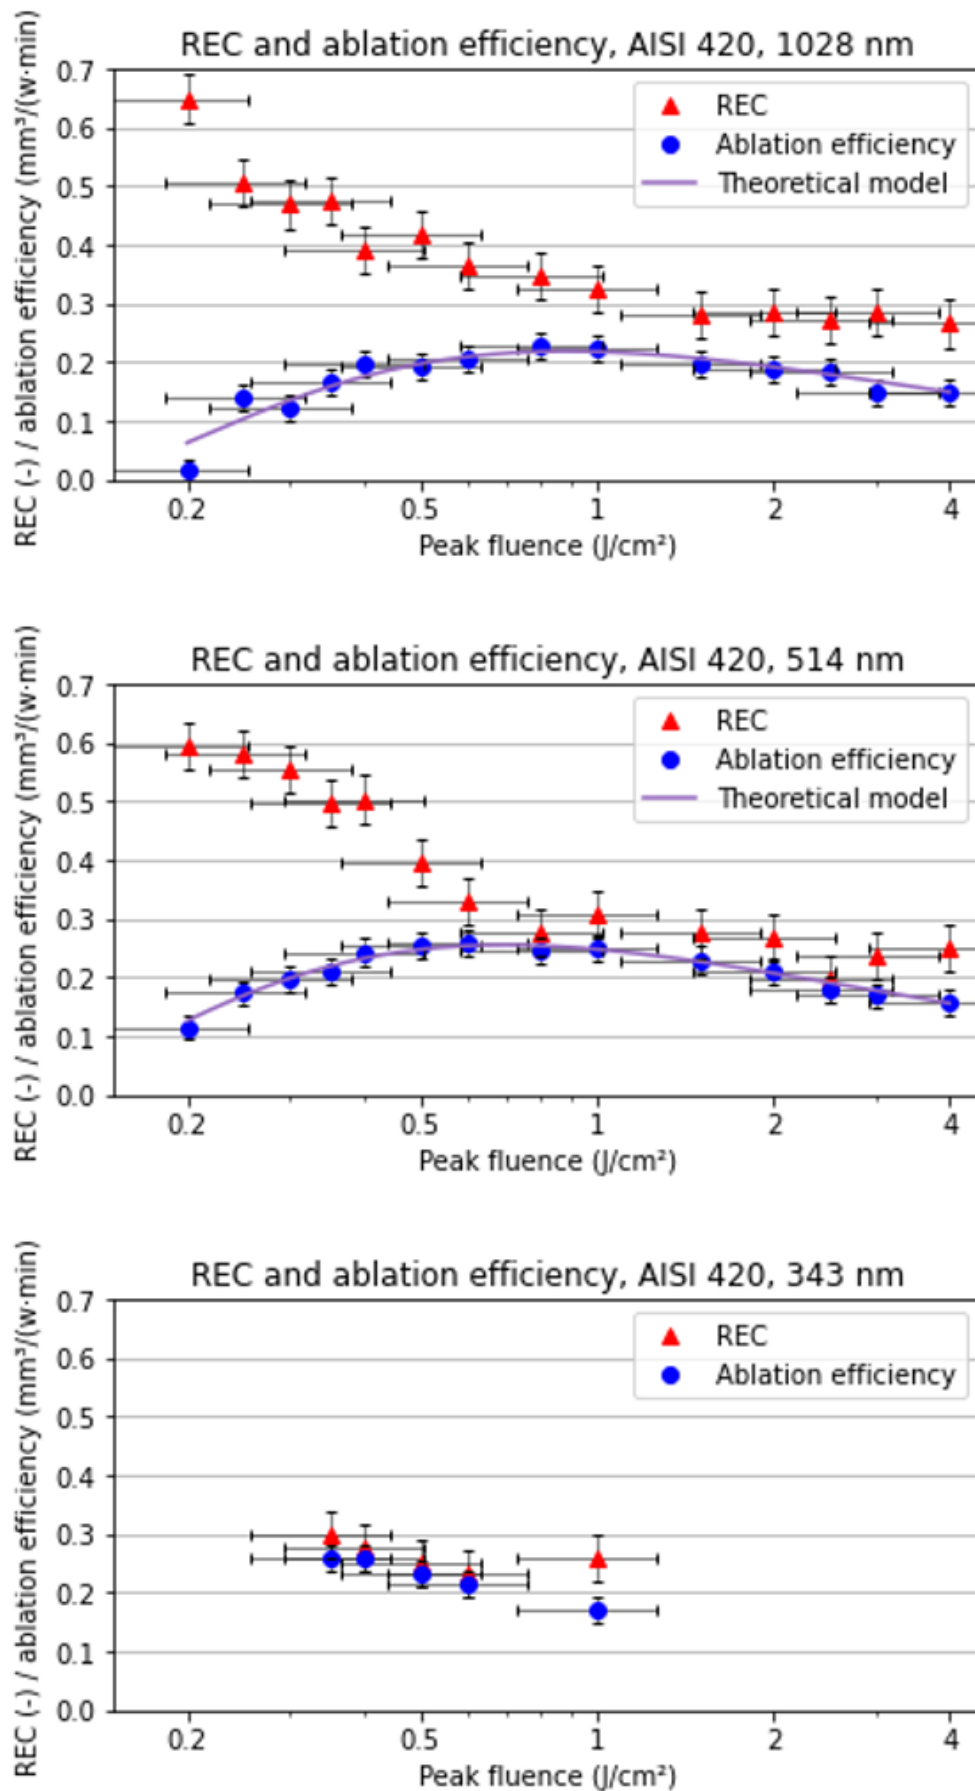 REC and ablation efficiency, AISI 420, 1028 nm
REC (-) / ablation efficiency (mm³/(w·min)
0.7
0.6
0.5
0.4
0.3
0.2
0.1
0.0
REC
Ablation efficiency
Theoretical model
0.2 0.5 1 2 4
Peak fluence (J/cm²)
REC and ablation efficiency, AISI 420, 514 nm
REC (-) / ablation efficiency (mm³/(w·min)
0.7
0.6
0.5
0.4
0.3
0.2
0.1
0.0
REC
Ablation efficiency
Theoretical model
0.2 0.5 1 2 4
Peak fluence (J/cm²)
REC and ablation efficiency, AISI 420, 343 nm
REC (-) / ablation efficiency (mm³/(w·min)
0.7
0.6
0.5
0.4
0.3
0.2
0.1
0.0
REC
Ablation efficiency
0.2 0.5 1 2 4
Peak fluence (J/cm²)